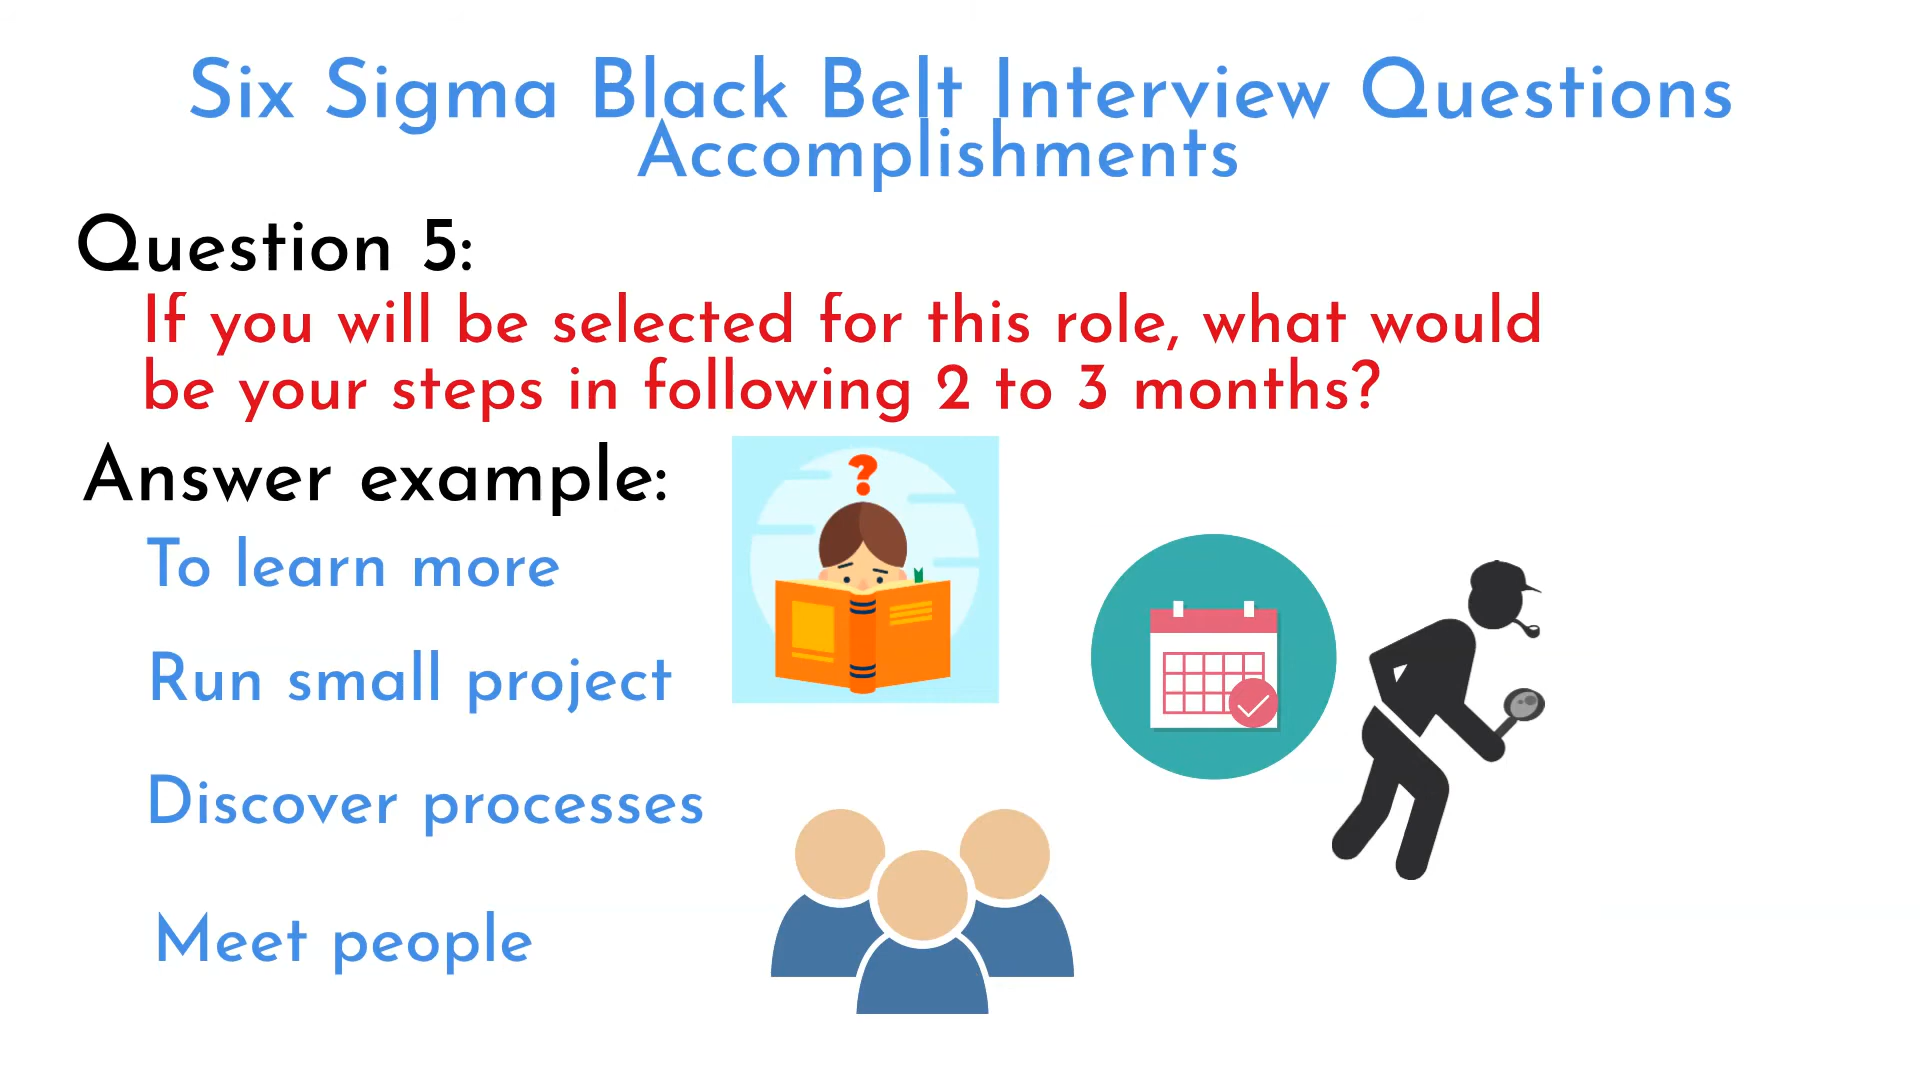 Six Sigma Black Belt Interview Questions
Accomplishments
Question 5:
If you will be selected for this role, what would
be your steps in following 2 to 3 months?
Answer example:
?
To learn more
Run small project
Discover processes
Meet people